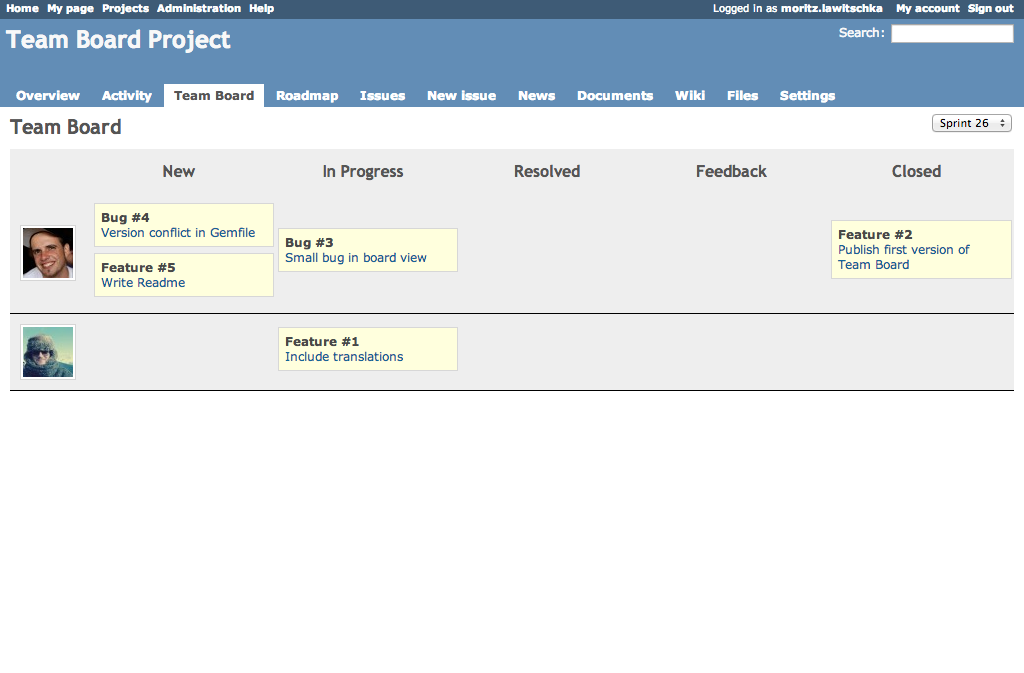 Home My page Projects Administration Help
Logged in as moritz.lawitschka My account Sign out
Team Board Project
Search:
Overview Activity Team Board Roadmap Issues New issue News Documents Wiki Files Settings
Team Board
Sprint 26
New In Progress Resolved Feedback Closed
Bug #4
Version conflict in Gemfile
Feature #5
Write Readme
Bug #3
Small bug in board view
Feature #2
Publish first version of
Team Board
Feature #1
Include translations